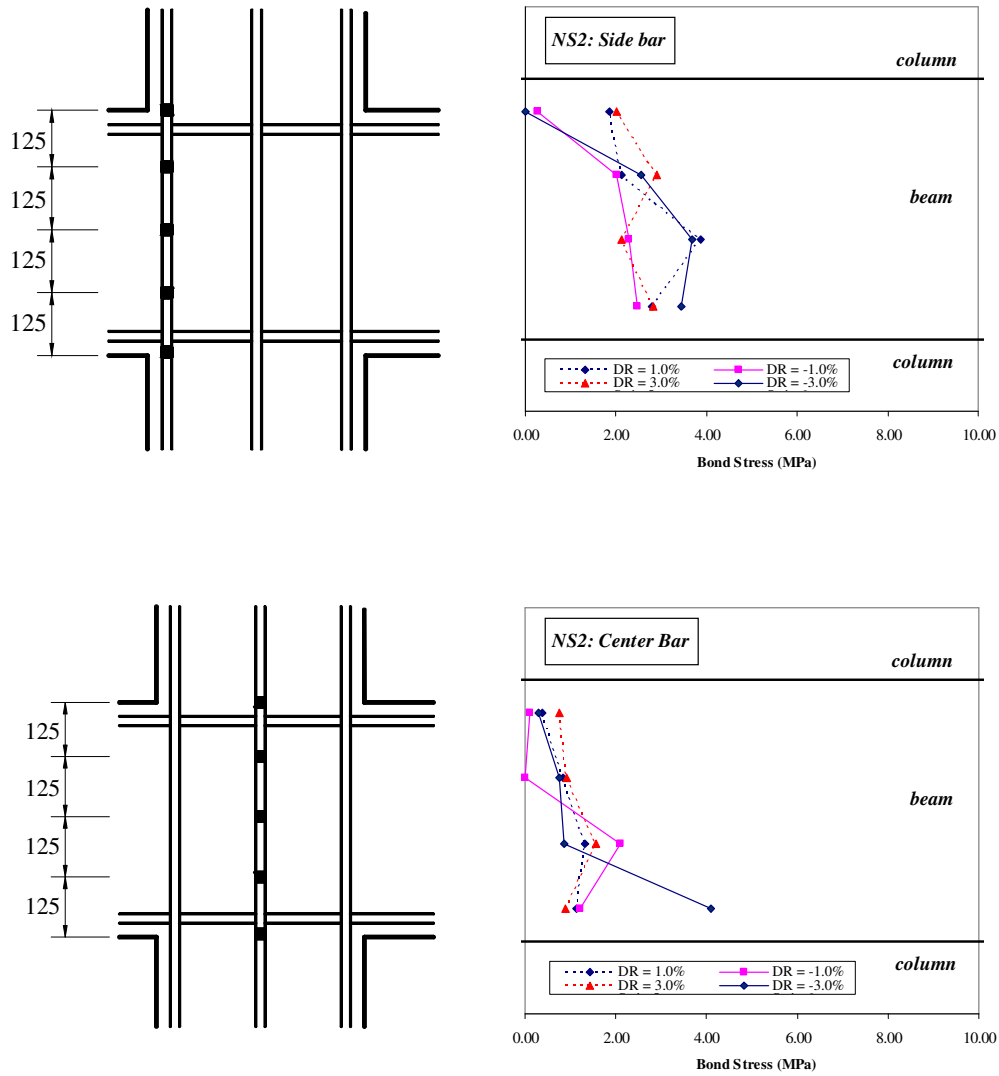 125
125
125
125
NS2: Side bar
column
beam
column
DR = 1.0% DR = -1.0%
DR = 3.0% DR = -3.0%
0.00 2.00 4.00 6.00 8.00 10.00
Bond Stress (MPa)
125
125
125
125
NS2: Center Bar
column
beam
column
DR = 1.0% DR = -1.0%
DR = 3.0% DR = -3.0%
0.00 2.00 4.00 6.00 8.00 10.00
Bond Stress (MPa)